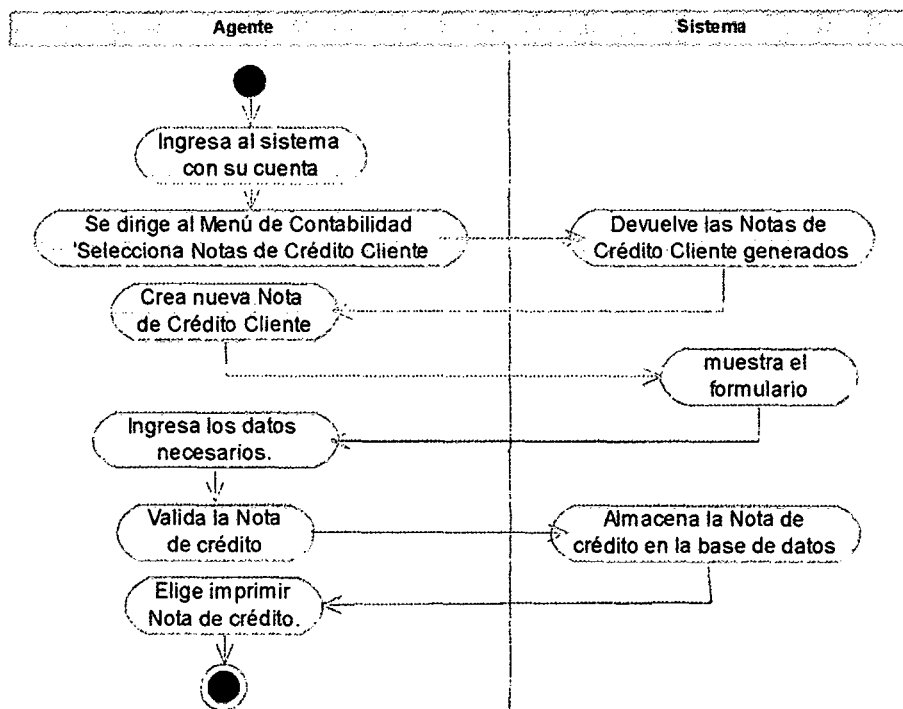 Agente
Sistema
Ingresa al sistema
con su cuenta
Se dirige al Menú de Contabilidad
'Selecciona Notas de Crédito Cliente
Devuelve las Notas de
Crédito Cliente generados
Crea nueva Nota
de Crédito Cliente
muestra el
formulario
Ingresa los datos
necesarios.
Valida la Nota
de crédito
Almacena la Nota de
crédito en la base de datos
Elige imprimir
Nota de crédito.